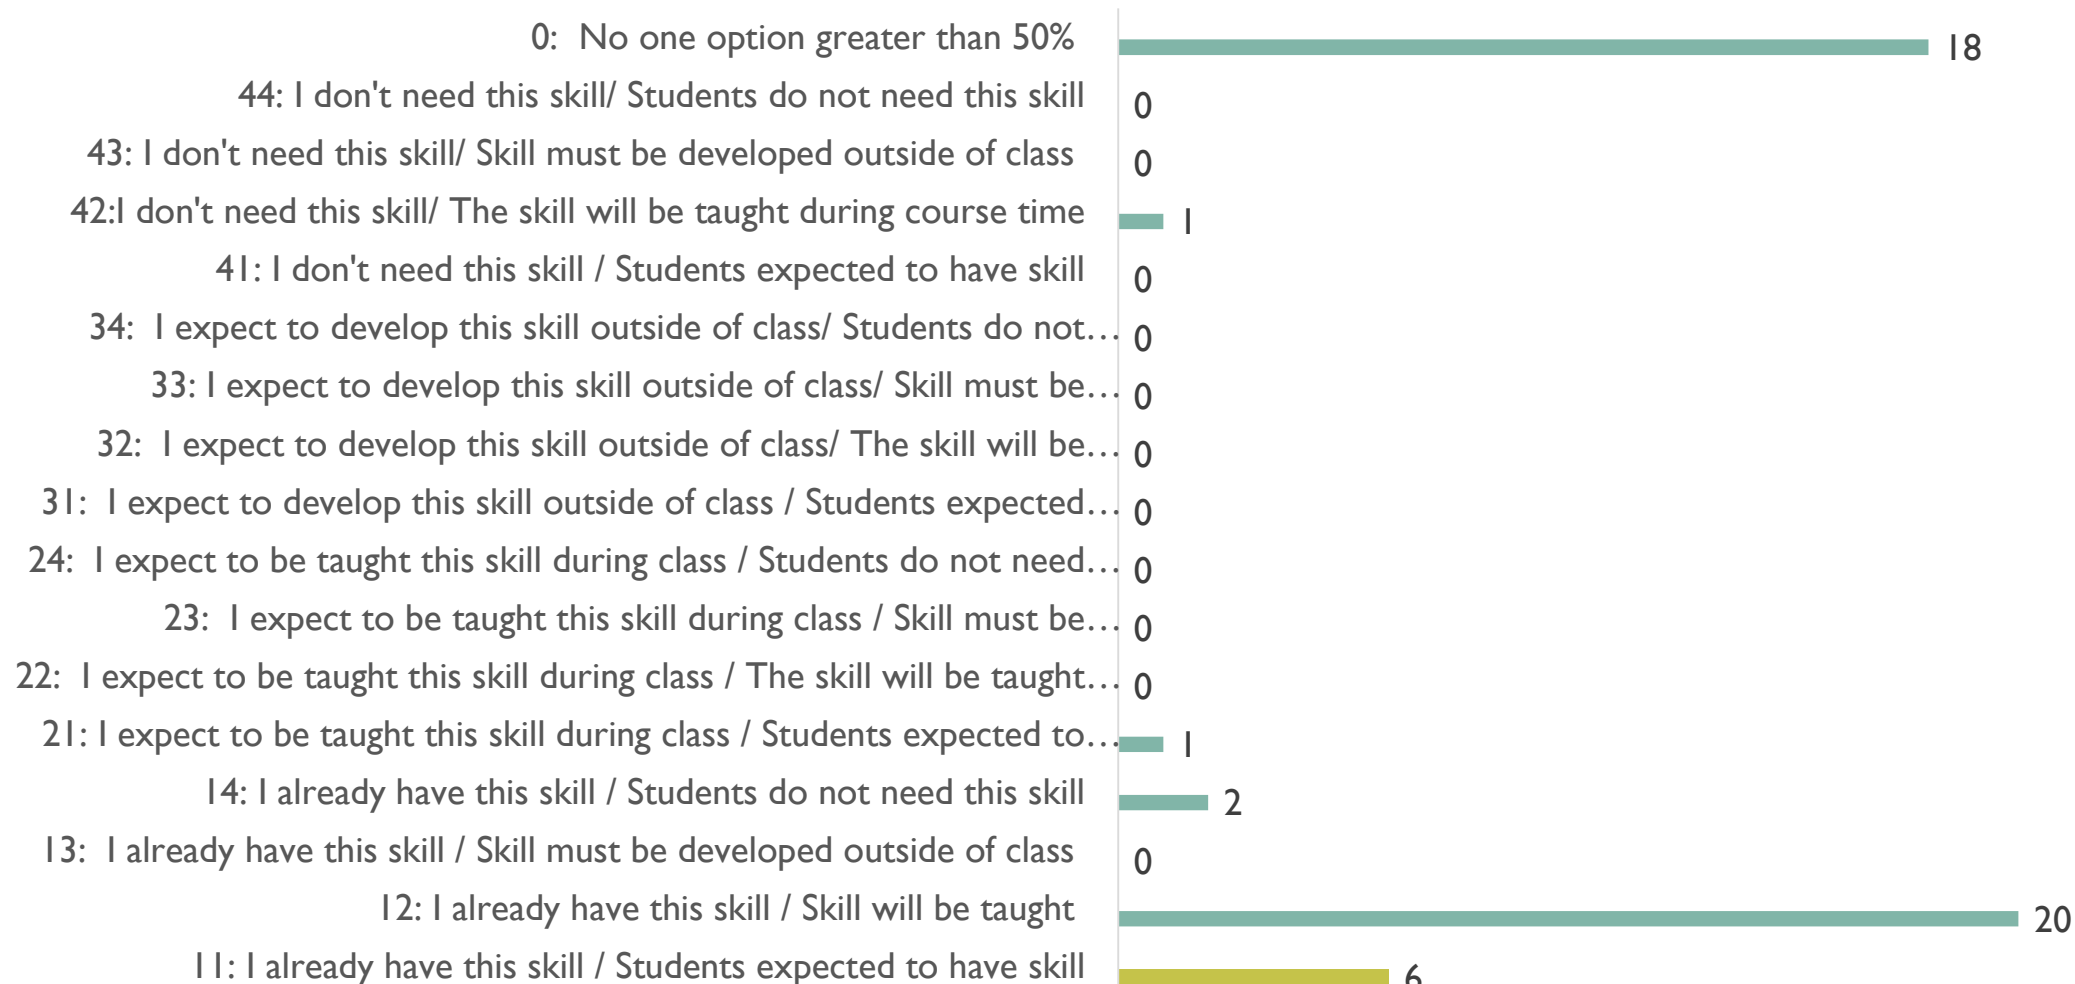 0:  No one option greater than 50% 18
44: I don't need this skill/ Students do not need this skill 0
43: I don't need this skill/ Skill must be developed outside of class 0
42:I don't need this skill/ The skill will be taught during course time 1
41: I don't need this skill / Students expected to have skill 0
34:  I expect to develop this skill outside of class/ Students do not… 0
33: I expect to develop this skill outside of class/ Skill must be… 0
32:  I expect to develop this skill outside of class/ The skill will be… 0
31:  I expect to develop this skill outside of class / Students expected… 0
24:  I expect to be taught this skill during class / Students do not need… 0
23:  I expect to be taught this skill during class / Skill must be… 0
22:  I expect to be taught this skill during class / The skill will be taught… 0
21: I expect to be taught this skill during class / Students expected to… 1
14: I already have this skill / Students do not need this skill 2
13:  I already have this skill / Skill must be developed outside of class 0
12: I already have this skill / Skill will be taught 20
11: I already have this skill / Students expected to have skill 6